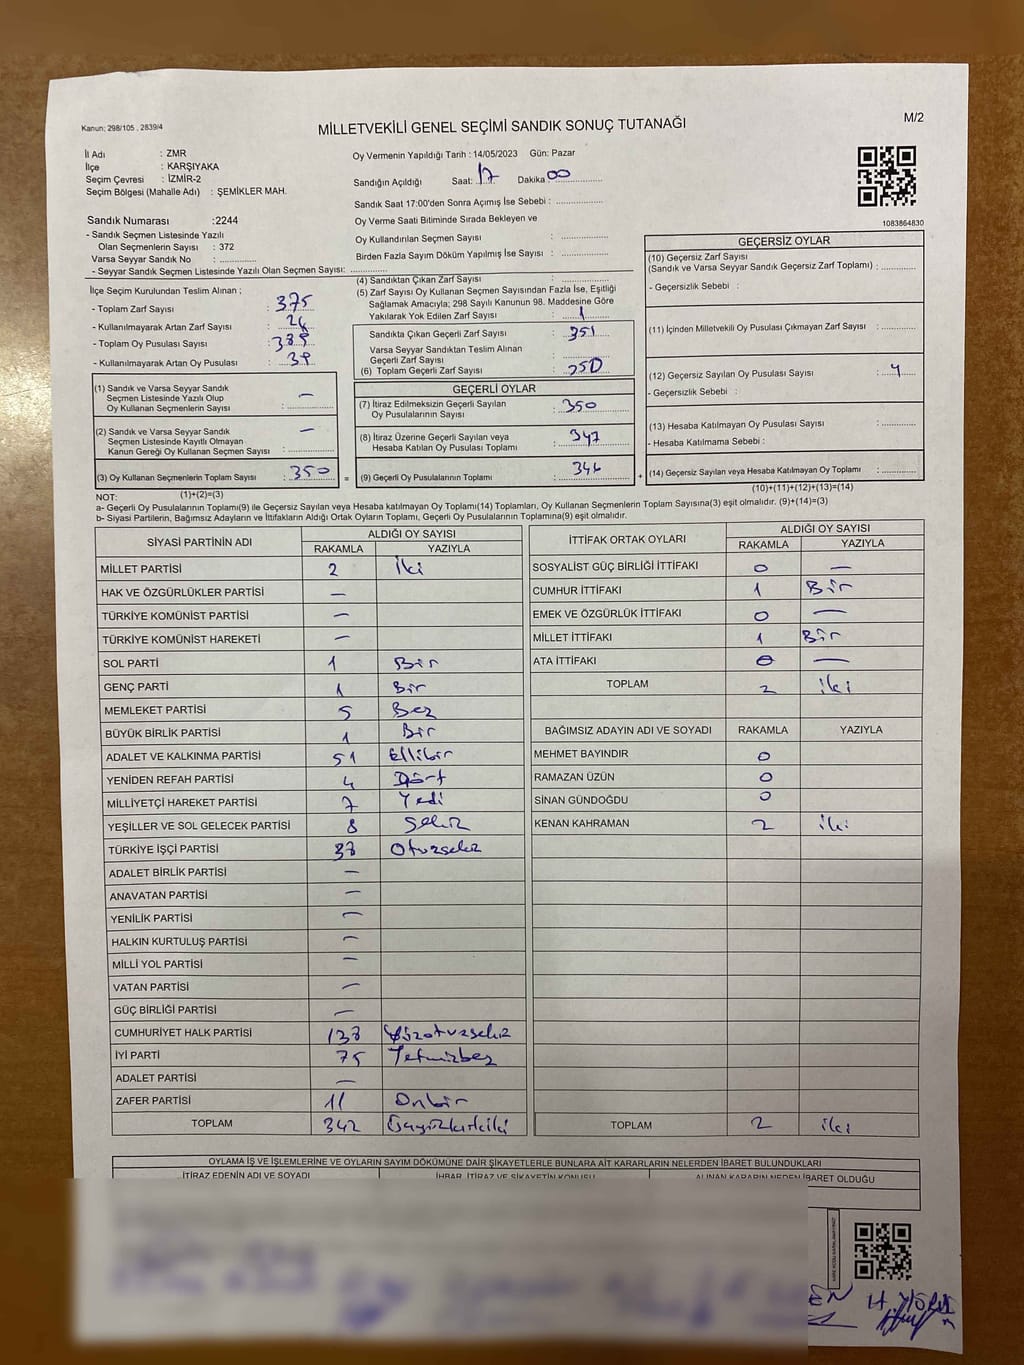 Kanun; 298/105 , 2839/4
MİLLETVEKİLİ GENEL SEÇİMİ SANDIK SONUÇ TUTANAĞI
M/2
İl Adı : ZMR
İlçe : KARŞIYAKA
Seçim Çevresi : İZMİR-2
Seçim Bölgesi (Mahalle Adı) : ŞEMİKLER MAH.
Sandık Numarası :2244
- Sandık Seçmen Listesinde Yazılı
Olan Seçmenlerin Sayısı : 372
Varsa Seyyar Sandık No :
- Seyyar Sandık Seçmen Listesinde Yazılı Olan Seçmen Sayısı:
Oy Vermenin Yapıldığı Tarih : 14/05/2023 Gün: Pazar
Sandığın Açıldığı Saat: 17 Dakika 00
Sandık Saat 17:00'den Sonra Açımış İse Sebebi :
Oy Verme Saati Bitiminde Sırada Bekleyen ve
Oy Kullandırılan Seçmen Sayısı :
Birden Fazla Sayım Döküm Yapılmış İse Sayısı :
1083864830
İlçe Seçim Kurulundan Teslim Alınan ;
- Toplam Zarf Sayısı : 375
- Kullanılmayarak Artan Zarf Sayısı :
- Toplam Oy Pusulası Sayısı :
- Kullanılmayarak Artan Oy Pusulası :
(4) Sandıktan Çıkan Zarf Sayısı :
(5) Zarf Sayısı Oy Kullanan Seçmen Sayısından Fazla İse, Eşitliği
Sağlamak Amacıyla; 298 Sayılı Kanunun 98. Maddesine Göre
Yakılarak Yok Edilen Zarf Sayısı : 1
Sandıkta Çıkan Geçerli Zarf Sayısı : 351
Varsa Seyyar Sandıktan Teslim Alınan
Geçerli Zarf Sayısı :
(6) Toplam Geçerli Zarf Sayısı : 350
GEÇERSİZ OYLAR
(10) Geçersiz Zarf Sayısı
(Sandık ve Varsa Seyyar Sandık Geçersiz Zarf Toplamı) :
- Geçersizlik Sebebi :
(11) İçinden Milletvekili Oy Pusulası Çıkmayan Zarf Sayısı :
(12) Geçersiz Sayılan Oy Pusulası Sayısı : 4
- Geçersizlik Sebebi :
(13) Hesaba Katılmayan Oy Pusulası Sayısı :
- Hesaba Katılmama Sebebi :
(14) Geçersiz Sayılan veya Hesaba Katılmayan Oy Toplamı :
(10)+(11)+(12)+(13)=(14)
(1) Sandık ve Varsa Seyyar Sandık
Seçmen Listesinde Yazılı Olup
Oy Kullanan Seçmenlerin Sayısı : —
(2) Sandık ve Varsa Seyyar Sandık
Seçmen Listesinde Kayıtlı Olmayan
Kanun Gereği Oy Kullanan Seçmen Sayısı : —
(3) Oy Kullanan Seçmenlerin Toplam Sayısı : 350 =
(1)+(2)=(3)
GEÇERLİ OYLAR
(7) İtiraz Edilmeksizin Geçerli Sayılan
Oy Pusulalarının Sayısı : 350
(8) İtiraz Üzerine Geçerli Sayılan veya
Hesaba Katılan Oy Pusulası Toplamı : 347
(9) Geçerli Oy Pusulalarının Toplamı : 346 +
NOT:
a- Geçerli Oy Pusulalarının Toplamı(9) ile Geçersiz Sayılan veya Hesaba katılmayan Oy Toplamı(14) Toplamları, Oy Kullanan Seçmenlerin Toplam Sayısına(3) eşit olmalıdır. (9)+(14)=(3)
b- Siyasi Partilerin, Bağımsız Adayların ve İttifakların Aldığı Ortak Oyların Toplamı, Geçerli Oy Pusulalarının Toplamına(9) eşit olmalıdır.
SİYASİ PARTİNİN ADI ALDIĞI OY SAYISI
RAKAMLA YAZIYLA
MİLLET PARTİSİ 2 İki
HAK VE ÖZGÜRLÜKLER PARTİSİ —
TÜRKİYE KOMÜNİST PARTİSİ —
TÜRKİYE KOMÜNİST HAREKETİ —
SOL PARTİ 1 Bir
GENÇ PARTİ 1 Bir
MEMLEKET PARTİSİ 5 Beş
BÜYÜK BİRLİK PARTİSİ 1 Bir
ADALET VE KALKINMA PARTİSİ 51 Ellibir
YENİDEN REFAH PARTİSİ 4 Dört
MİLLİYETÇİ HAREKET PARTİSİ 7 Yedi
YEŞİLLER VE SOL GELECEK PARTİSİ 8 Sekiz
TÜRKİYE İŞÇİ PARTİSİ 38 Otuzsekiz
ADALET BİRLİK PARTİSİ —
ANAVATAN PARTİSİ —
YENİLİK PARTİSİ —
HALKIN KURTULUŞ PARTİSİ —
MİLLİ YOL PARTİSİ —
VATAN PARTİSİ —
GÜÇ BİRLİĞİ PARTİSİ —
CUMHURİYET HALK PARTİSİ 138 Yüzotuzsekiz
İYİ PARTİ 75 Yetmişbeş
ADALET PARTİSİ —
ZAFER PARTİSİ 11 Onbir
TOPLAM 342 Üçyüzkırkiki
İTTİFAK ORTAK OYLARI ALDIĞI OY SAYISI
RAKAMLA YAZIYLA
SOSYALİST GÜÇ BİRLİĞİ İTTİFAKI 0 —
CUMHUR İTTİFAKI 1 Bir
EMEK VE ÖZGÜRLÜK İTTİFAKI 0 —
MİLLET İTTİFAKI 1 Bir
ATA İTTİFAKI 0 —
TOPLAM 2 iki
BAĞIMSIZ ADAYIN ADI VE SOYADI RAKAMLA YAZIYLA
MEHMET BAYINDIR 0
RAMAZAN ÜZÜN 0
SİNAN GÜNDOĞDU 0
KENAN KAHRAMAN 2 iki
TOPLAM 2 iki
OYLAMA İŞ VE İŞLEMLERİNE VE OYLARIN SAYIM DÖKÜMÜNE DAİR ŞİKAYETLERLE BUNLARA AİT KARARLARIN NELERDEN İBARET BULUNDUKLARI
İTİRAZ EDENİN ADI VE SOYADI İHBAR, İTİRAZ VE ŞİKAYETİN KONUSU ALINAN KARARIN NEDEN İBARET OLDUĞU